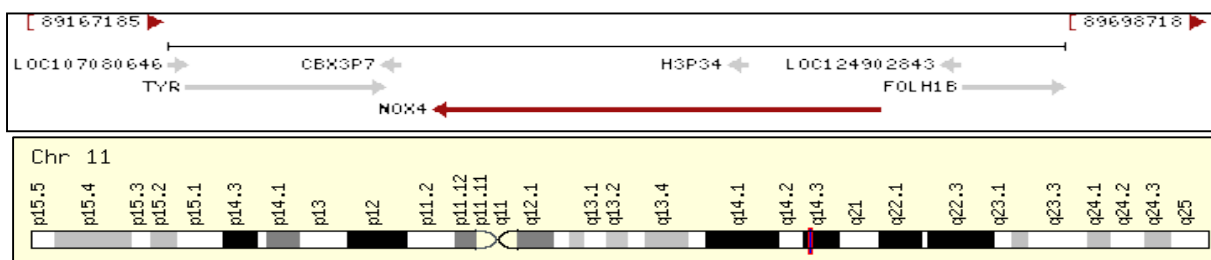 [ 89167185 [ 89698718
LOC107080646 CBX3P7 H3P34 LOC124902843
TYR FOLH1B
NOX4
Chr 11
p15.5 p15.4 p15.3 p15.2 p15.1 p14.3 p14.1 p13 p12 p11.2 p11.12 p11.11 q11 q12.1 q13.1 q13.2 q13.4 q14.1 q14.2 q14.3 q21 q22.1 q22.3 q23.1 q23.3 q24.1 q24.2 q24.3 q25